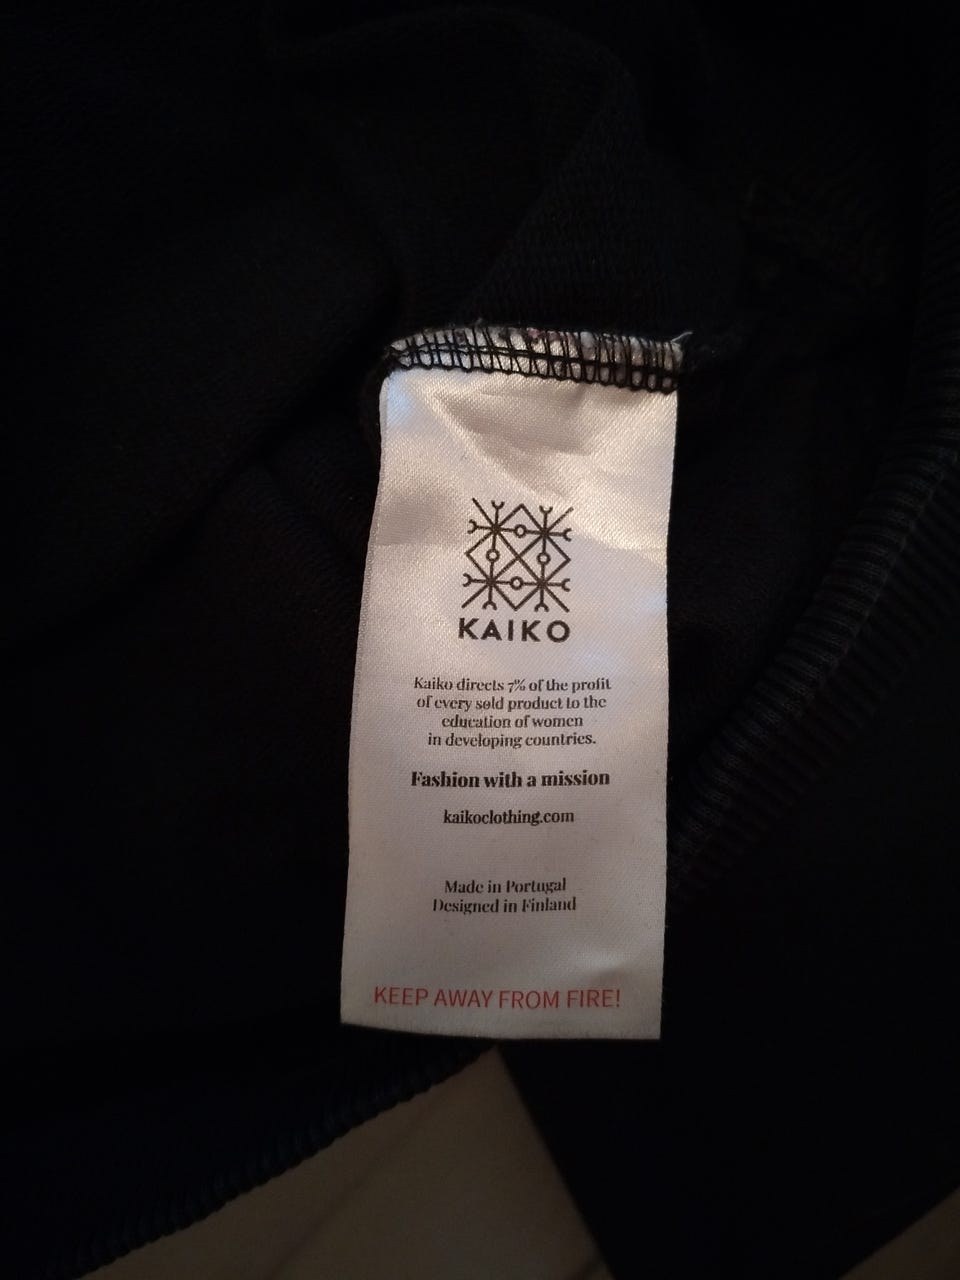 KAIKO
Kaiko directs 7% of the profit
of every sold product to the
education of women
in developing countries.
Fashion with a mission
kaikoclothing.com
Made in Portugal
Designed in Finland
KEEP AWAY FROM FIRE!